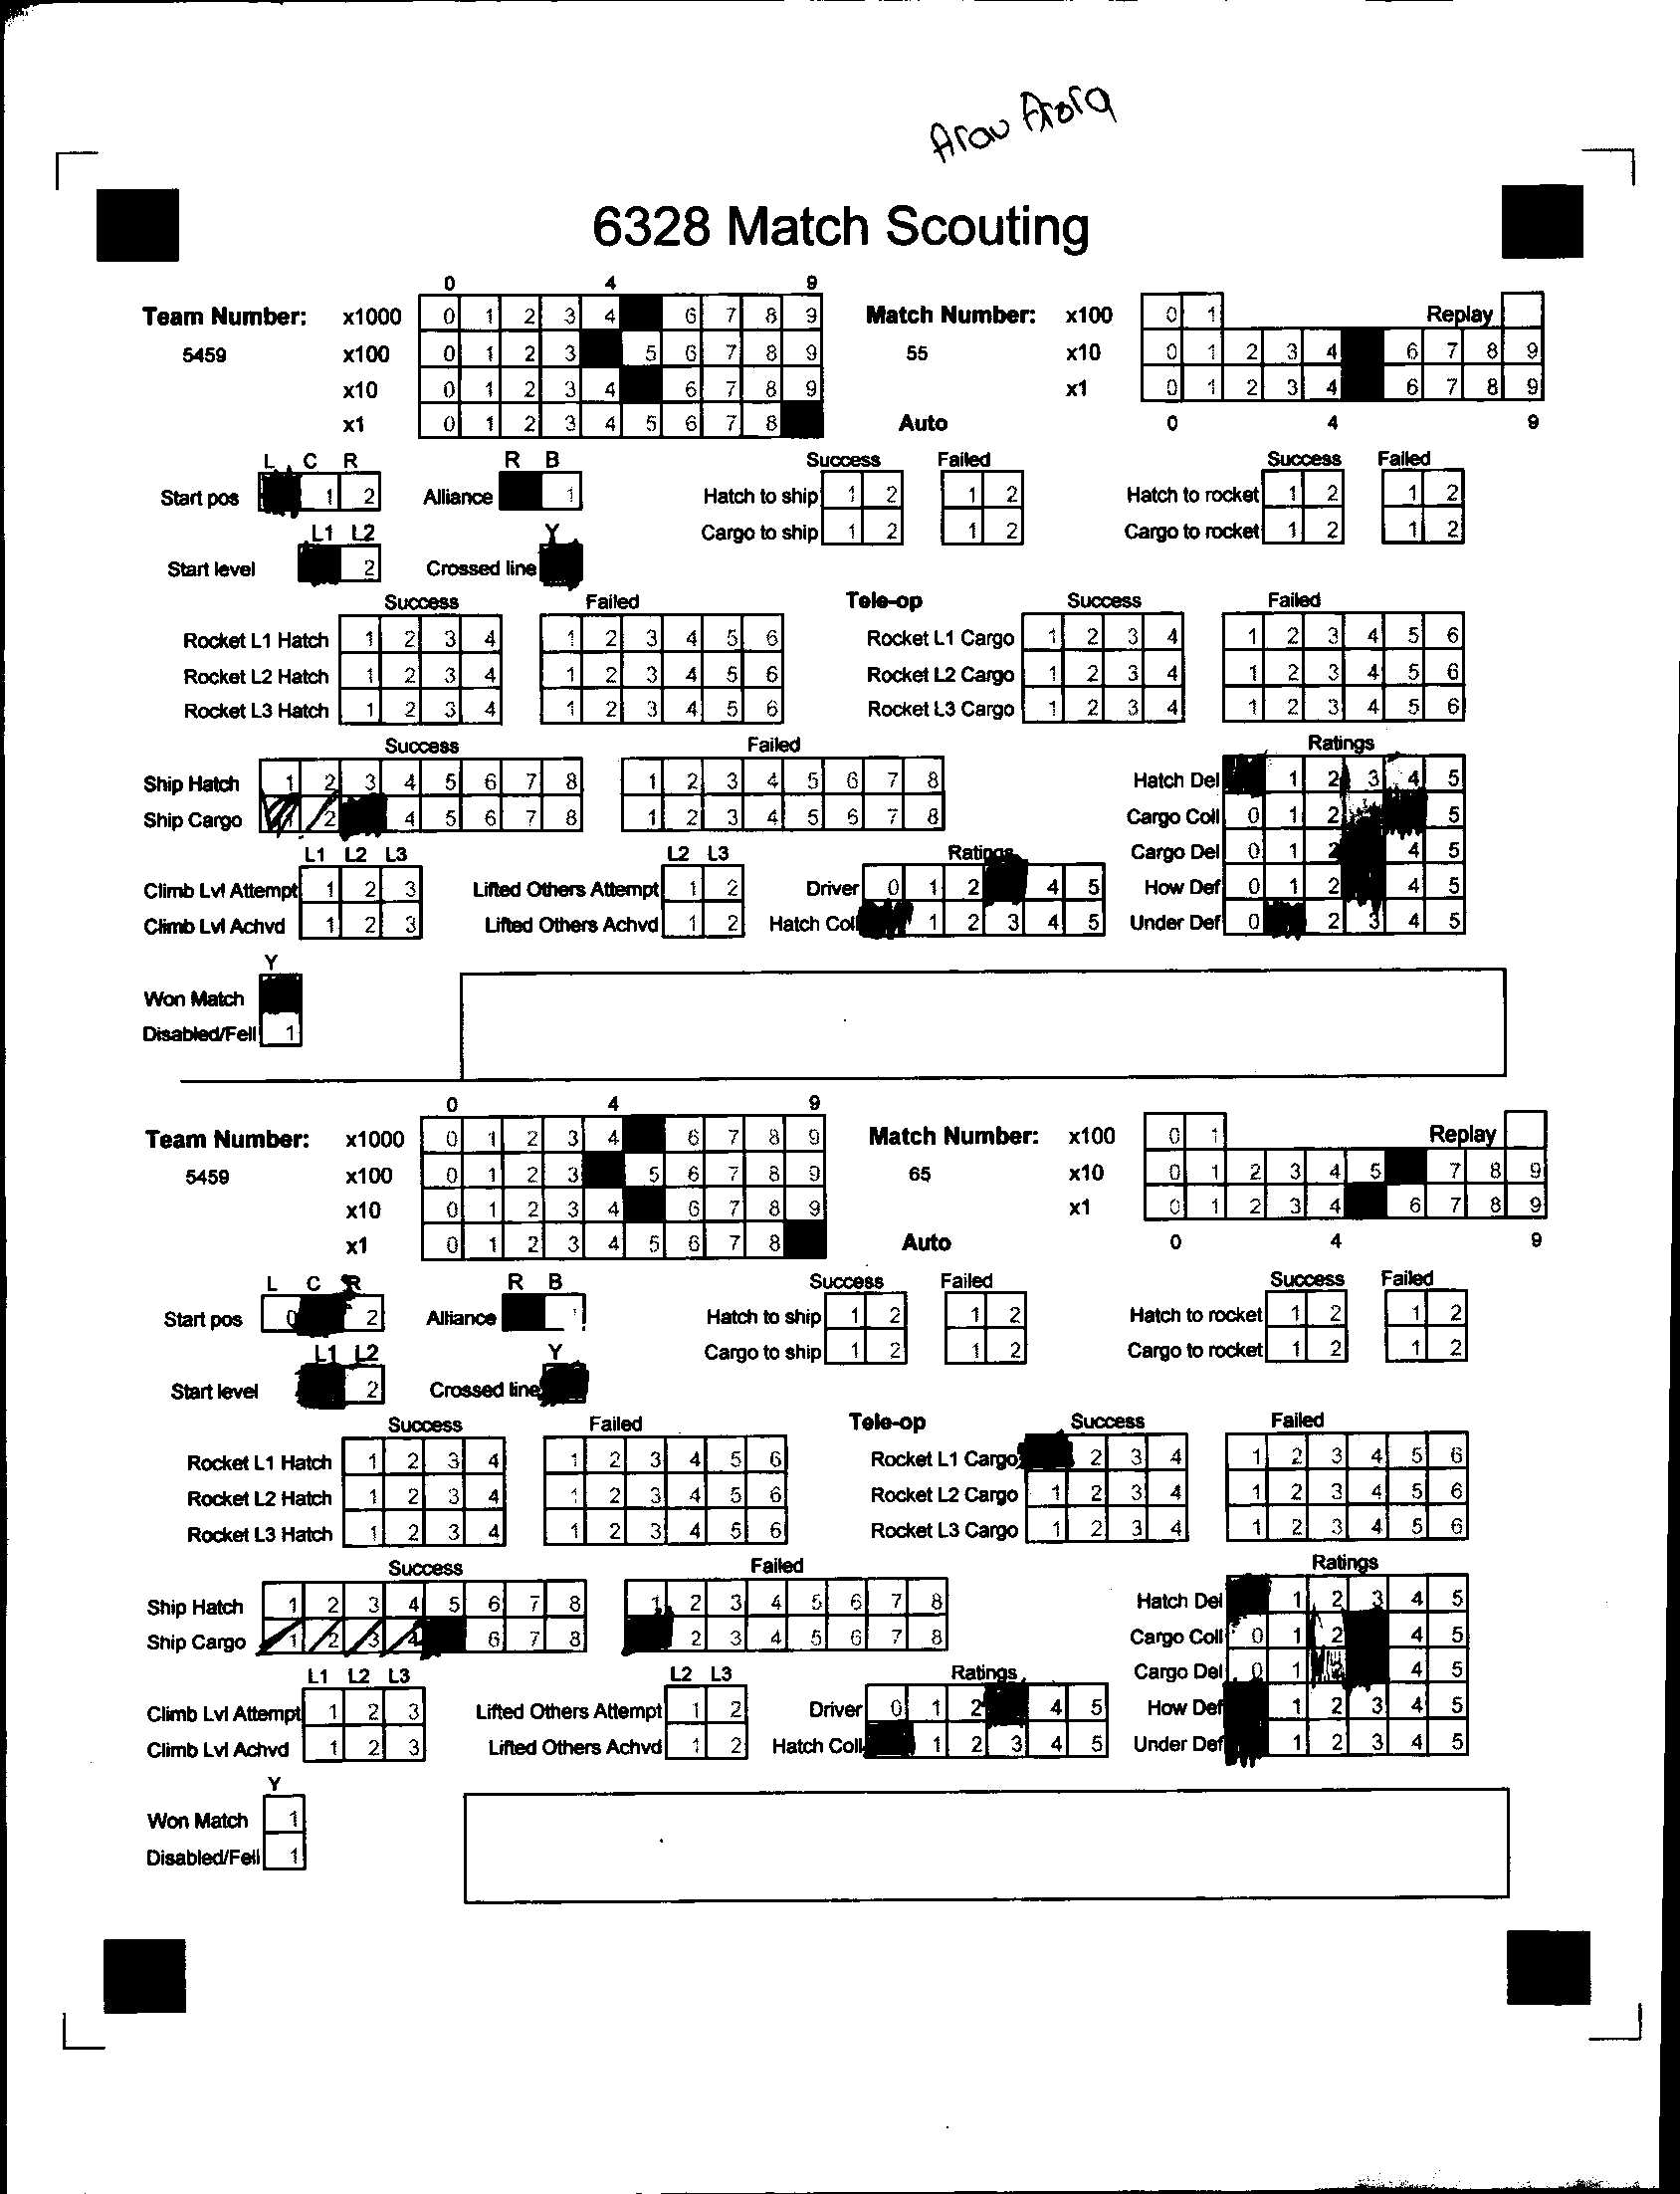 Arav Arora
6328 Match Scouting
0 4 9
Team Number: x1000 0 1 2 3 4 6 7 8 9 Match Number: x100 0 1 Replay
5459 x100 0 1 2 3 5 6 7 8 9 55 x10 0 1 2 3 4 6 7 8 9
x10 0 1 2 3 4 6 7 8 9 x1 0 1 2 3 4 6 7 8 9
x1 0 1 2 3 4 5 6 7 8 Auto 0 4 9
L C R R B Success Failed Success Failed
Start pos 1 2 Alliance 1 Hatch to ship 1 2 1 2 Hatch to rocket 1 2 1 2
L1 L2 Y Cargo to ship 1 2 1 2 Cargo to rocket 1 2 1 2
Start level 2 Crossed line
Success Failed Tele-op Success Failed
Rocket L1 Hatch 1 2 3 4 1 2 3 4 5 6 Rocket L1 Cargo 1 2 3 4 1 2 3 4 5 6
Rocket L2 Hatch 1 2 3 4 1 2 3 4 5 6 Rocket L2 Cargo 1 2 3 4 1 2 3 4 5 6
Rocket L3 Hatch 1 2 3 4 1 2 3 4 5 6 Rocket L3 Cargo 1 2 3 4 1 2 3 4 5 6
Success Failed Ratings
Ship Hatch 1 2 3 4 5 6 7 8 1 2 3 4 5 6 7 8 Hatch Del 1 2 3 4 5
Ship Cargo 1 2 4 5 6 7 8 1 2 3 4 5 6 7 8 Cargo Coll 0 1 2 5
L1 L2 L3 L2 L3 Ratings Cargo Del 0 1 2 4 5
Climb Lvl Attempt 1 2 3 Lifted Others Attempt 1 2 Driver 0 1 2 4 5 How Def 0 1 2 4 5
Climb Lvl Achvd 1 2 3 Lifted Others Achvd 1 2 Hatch Coll 1 2 3 4 5 Under Def 0 2 3 4 5
Y
Won Match
Disabled/Fell 1
0 4 9
Team Number: x1000 0 1 2 3 4 6 7 8 9 Match Number: x100 0 1 Replay
5459 x100 0 1 2 3 5 6 7 8 9 65 x10 0 1 2 3 4 5 7 8 9
x10 0 1 2 3 4 6 7 8 9 x1 0 1 2 3 4 6 7 8 9
x1 0 1 2 3 4 5 6 7 8 Auto 0 4 9
L C R R B Success Failed Success Failed
Start pos 0 2 Alliance 1 Hatch to ship 1 2 1 2 Hatch to rocket 1 2 1 2
L1 L2 Y Cargo to ship 1 2 1 2 Cargo to rocket 1 2 1 2
Start level 2 Crossed line
Success Failed Tele-op Success Failed
Rocket L1 Hatch 1 2 3 4 1 2 3 4 5 6 Rocket L1 Cargo 2 3 4 1 2 3 4 5 6
Rocket L2 Hatch 1 2 3 4 1 2 3 4 5 6 Rocket L2 Cargo 1 2 3 4 1 2 3 4 5 6
Rocket L3 Hatch 1 2 3 4 1 2 3 4 5 6 Rocket L3 Cargo 1 2 3 4 1 2 3 4 5 6
Success Failed Ratings
Ship Hatch 1 2 3 4 5 6 7 8 1 2 3 4 5 6 7 8 Hatch Del 1 2 3 4 5
Ship Cargo 1 2 3 4 6 7 8 2 3 4 5 6 7 8 Cargo Coll 0 1 2 4 5
L1 L2 L3 L2 L3 Ratings Cargo Del 0 1 2 4 5
Climb Lvl Attempt 1 2 3 Lifted Others Attempt 1 2 Driver 0 1 2 4 5 How Def 1 2 3 4 5
Climb Lvl Achvd 1 2 3 Lifted Others Achvd 1 2 Hatch Coll 1 2 3 4 5 Under Def 1 2 3 4 5
Y
Won Match 1
Disabled/Fell 1